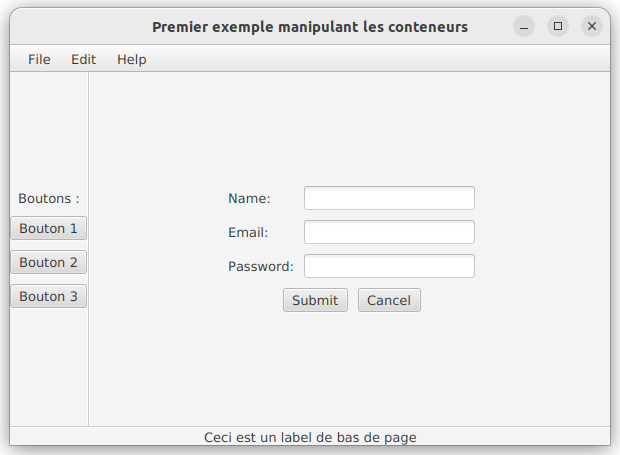 Premier exemple manipulant les conteneurs
File Edit Help
Boutons :
Bouton 1
Bouton 2
Bouton 3
Name:
Email:
Password:
Submit Cancel
Ceci est un label de bas de page